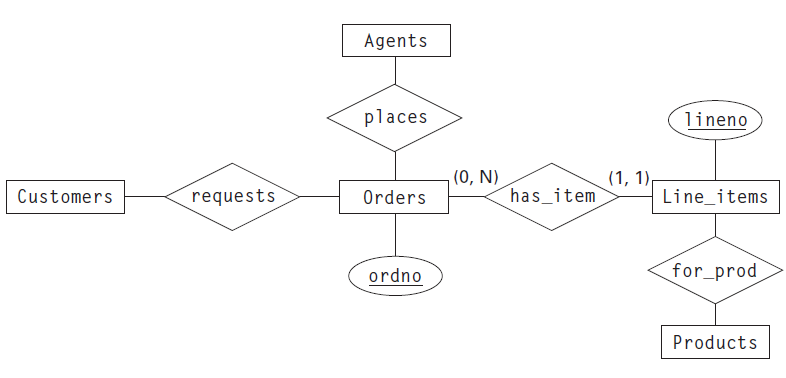 Agents
places
lineno
(0, N)
(1, 1)
Customers
requests
Orders
has_item
Line_items
ordno
for_prod
Products